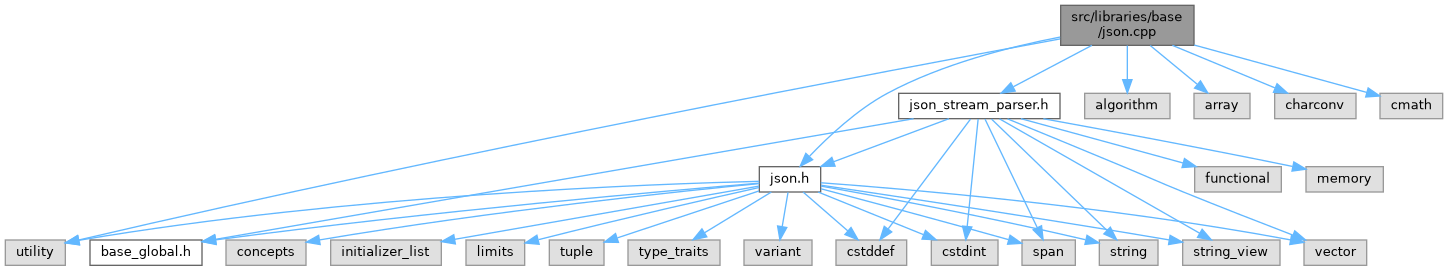 src/libraries/base
/json.cpp
json_stream_parser.h
algorithm
array
charconv
cmath
json.h
functional
memory
utility
base_global.h
concepts
initializer_list
limits
tuple
type_traits
variant
cstddef
cstdint
span
string
string_view
vector